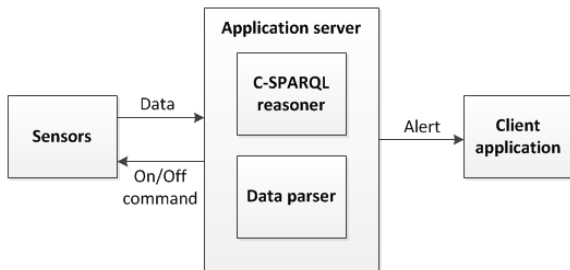 Application server
C-SPARQL
reasoner
Data
Sensors
On/Off
command
Data parser
Alert
Client
application